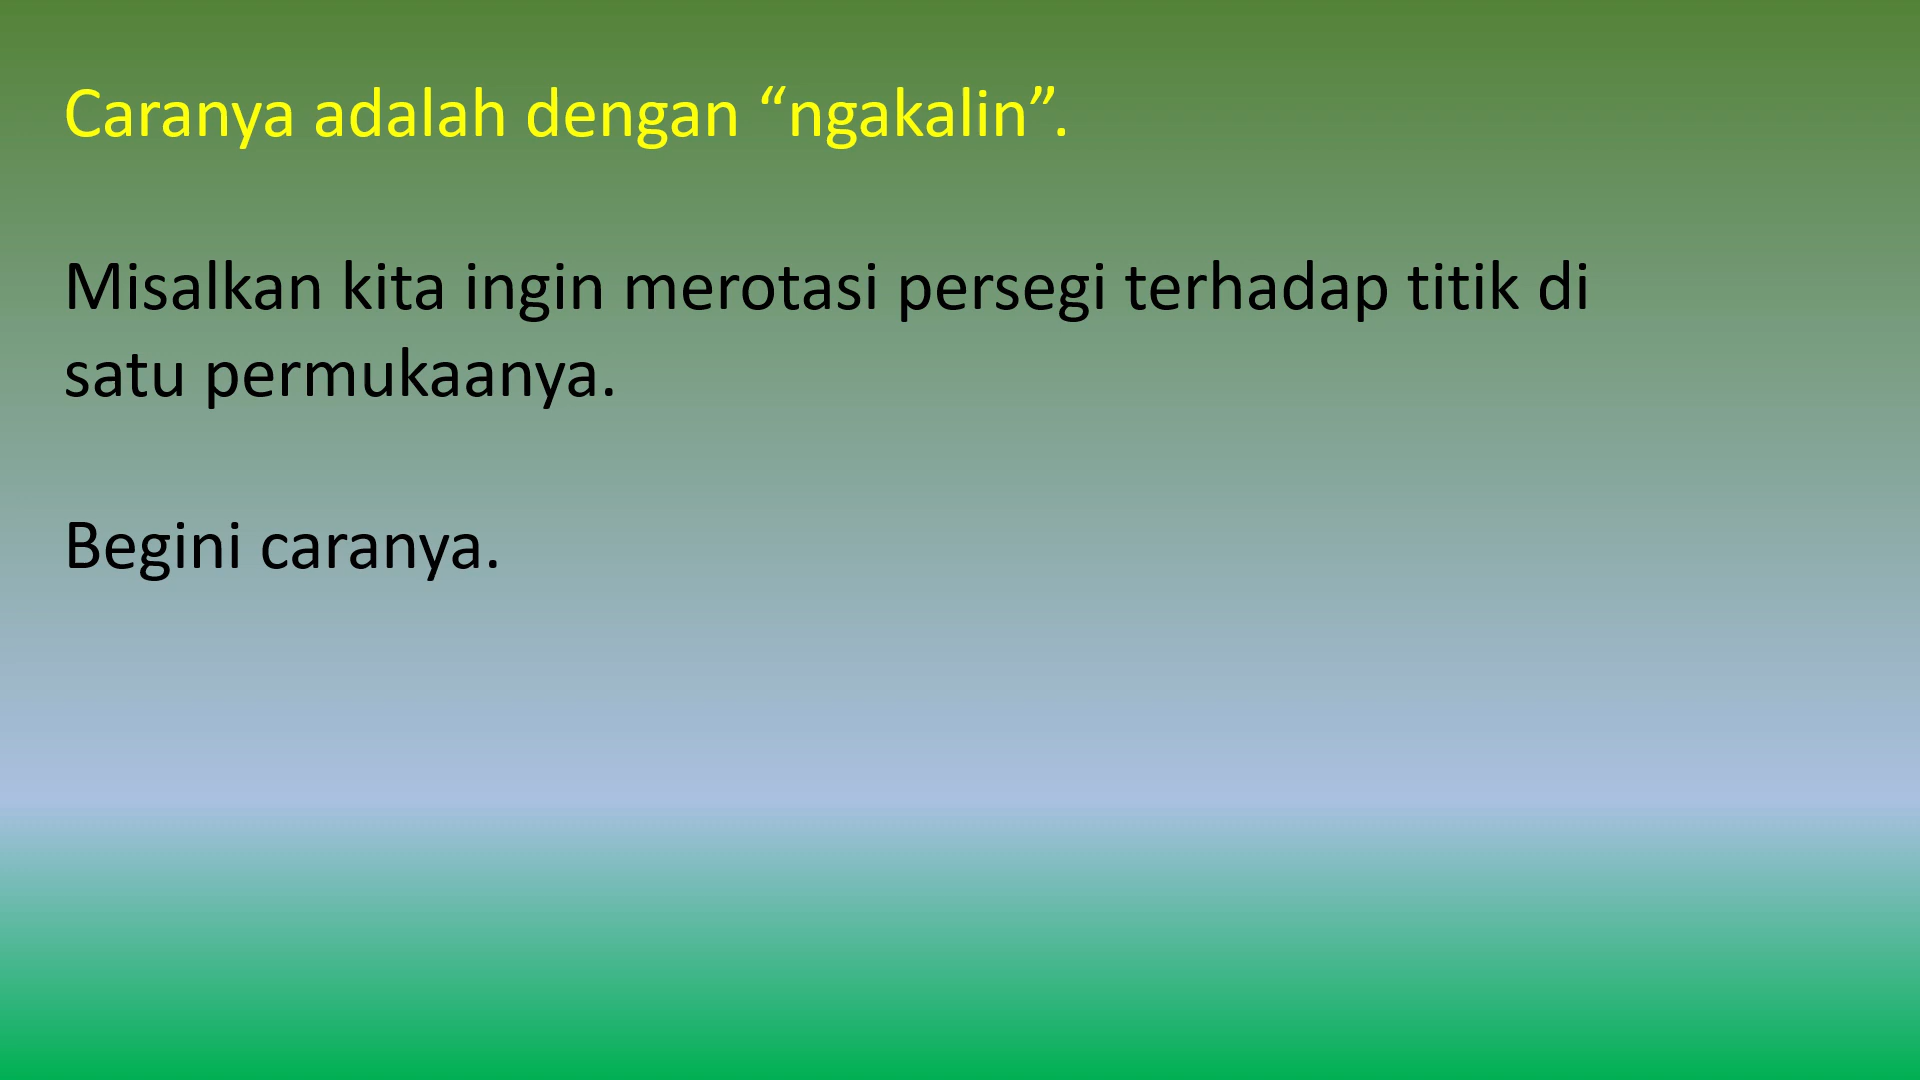 Caranya adalah dengan “ngakalin”.
Misalkan kita ingin merotasi persegi terhadap titik di
satu permukaanya.
Begini caranya.